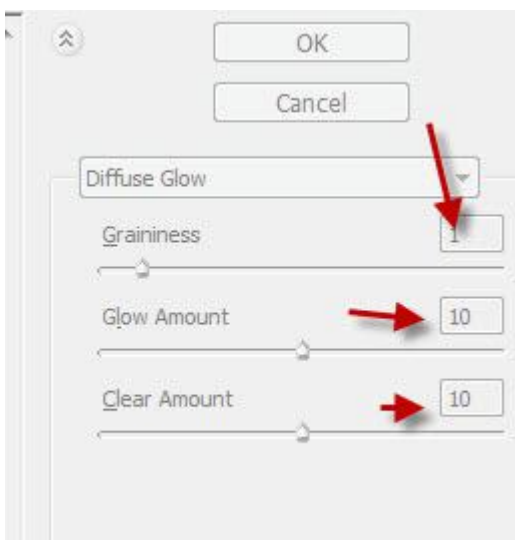 OK
Cancel
Diffuse Glow
Graininess 1
Glow Amount 10
Clear Amount 10